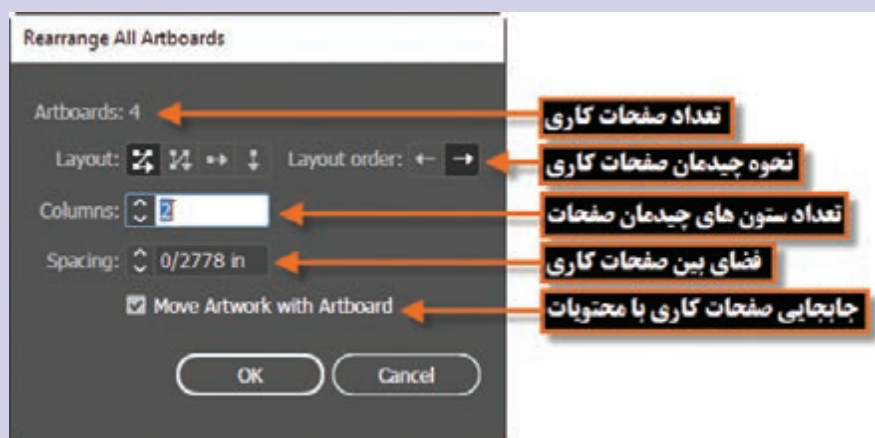 Rearrange All Artboards
Artboards: 4
تعداد صفحات کاری
Layout: Layout order:
نحوه چیدمان صفحات کاری
Columns: 2
تعداد ستون های چیدمان صفحات
Spacing: 0/2778 in
فضای بین صفحات کاری
Move Artwork with Artboard
جابجایی صفحات کاری با محتویات
OK Cancel